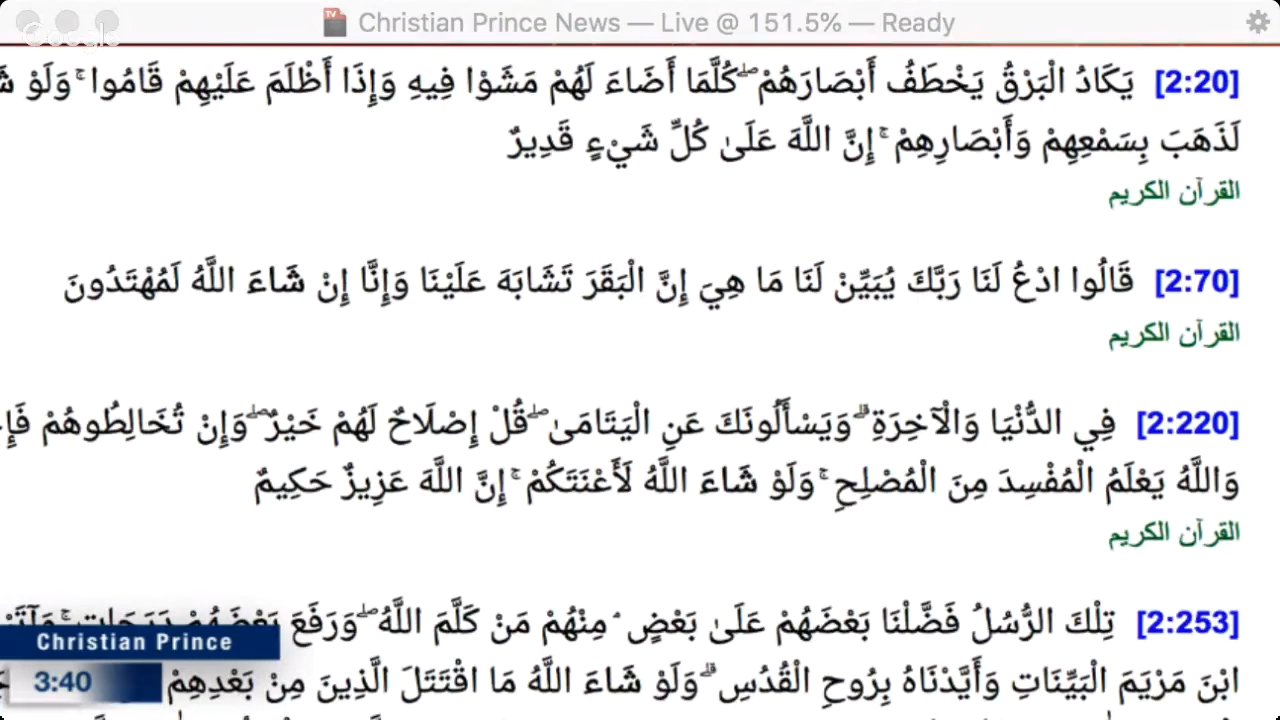 Christian Prince News — Live @ 151.5% — Ready
Google
[2:20] يَكَادُ الْبَرْقُ يَخْطَفُ أَبْصَارَهُمْ ۖ كُلَّمَا أَضَاءَ لَهُمْ مَشَوْا فِيهِ وَإِذَا أَظْلَمَ عَلَيْهِمْ قَامُوا ۚ وَلَوْ
لَذَهَبَ بِسَمْعِهِمْ وَأَبْصَارِهِمْ ۚ إِنَّ اللَّهَ عَلَىٰ كُلِّ شَيْءٍ قَدِيرٌ
القرآن الكريم
[2:70] قَالُوا ادْعُ لَنَا رَبَّكَ يُبَيِّنْ لَنَا مَا هِيَ إِنَّ الْبَقَرَ تَشَابَهَ عَلَيْنَا وَإِنَّا إِنْ شَاءَ اللَّهُ لَمُهْتَدُونَ
القرآن الكريم
[2:220] فِي الدُّنْيَا وَالْآخِرَةِ ۗ وَيَسْأَلُونَكَ عَنِ الْيَتَامَىٰ ۖ قُلْ إِصْلَاحٌ لَهُمْ خَيْرٌ ۖ وَإِنْ تُخَالِطُوهُمْ
وَاللَّهُ يَعْلَمُ الْمُفْسِدَ مِنَ الْمُصْلِحِ ۚ وَلَوْ شَاءَ اللَّهُ لَأَعْنَتَكُمْ ۚ إِنَّ اللَّهَ عَزِيزٌ حَكِيمٌ
القرآن الكريم
[2:253] تِلْكَ الرُّسُلُ فَضَّلْنَا بَعْضَهُمْ عَلَىٰ بَعْضٍ ۘ مِنْهُمْ مَنْ كَلَّمَ اللَّهُ ۖ وَرَفَعَ بَعْضَهُمْ دَرَجَاتٍ ۚ
ابْنَ مَرْيَمَ الْبَيِّنَاتِ وَأَيَّدْنَاهُ بِرُوحِ الْقُدُسِ ۗ وَلَوْ شَاءَ اللَّهُ مَا اقْتَتَلَ الَّذِينَ مِنْ بَعْدِهِمْ
Christian Prince
3:40